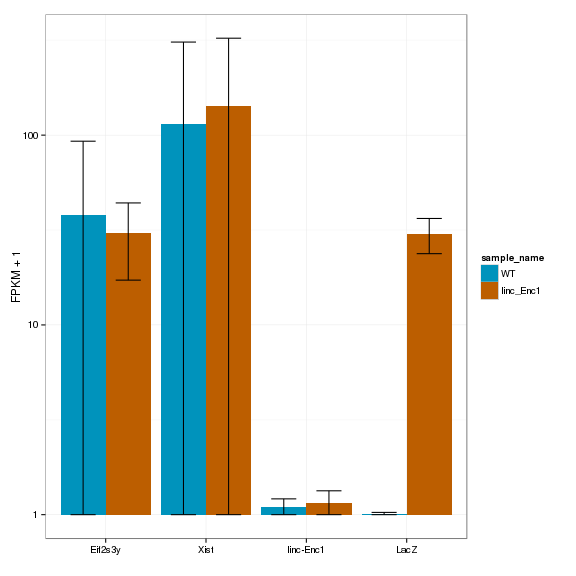 FPKM + 1
100
10
1
Eif2s3y
Xist
linc-Enc1
LacZ
sample_name
WT
linc_Enc1